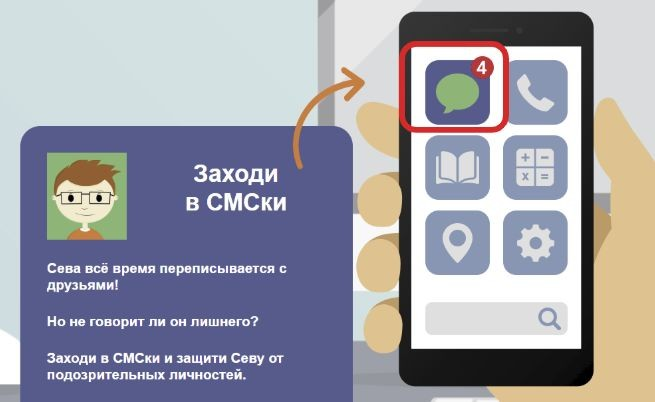 Заходи
в СМСки
Сева всё время переписывается с
друзьями!
Но не говорит ли он лишнего?
Заходи в СМСки и защити Севу от
подозрительных личностей.
4
+ -
x =